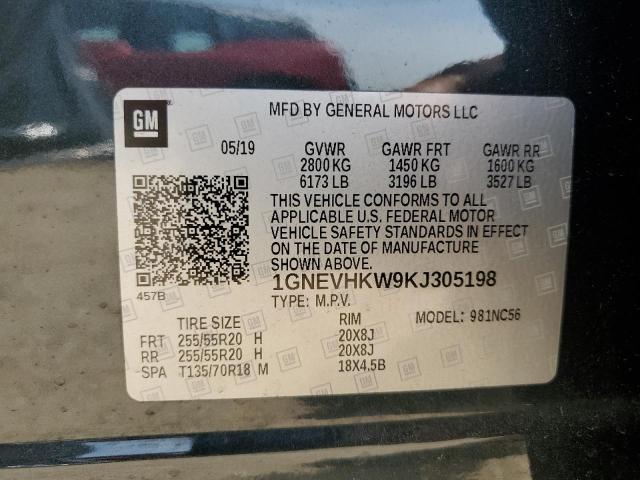 GM
MFD BY GENERAL MOTORS LLC
05/19 GVWR GAWR FRT GAWR RR
2800 KG 1450 KG 1600 KG
6173 LB 3196 LB 3527 LB
THIS VEHICLE CONFORMS TO ALL
APPLICABLE U.S. FEDERAL MOTOR
VEHICLE SAFETY STANDARDS IN EFFECT
ON THE DATE OF MANUFACTURE
SHOWN ABOVE.
457B
1GNEVHKW9KJ305198
TYPE: M.P.V.
TIRE SIZE RIM MODEL: 981NC56
FRT 255/55R20 H 20X8J
RR 255/55R20 H 20X8J
SPA T135/70R18 M 18X4.5B